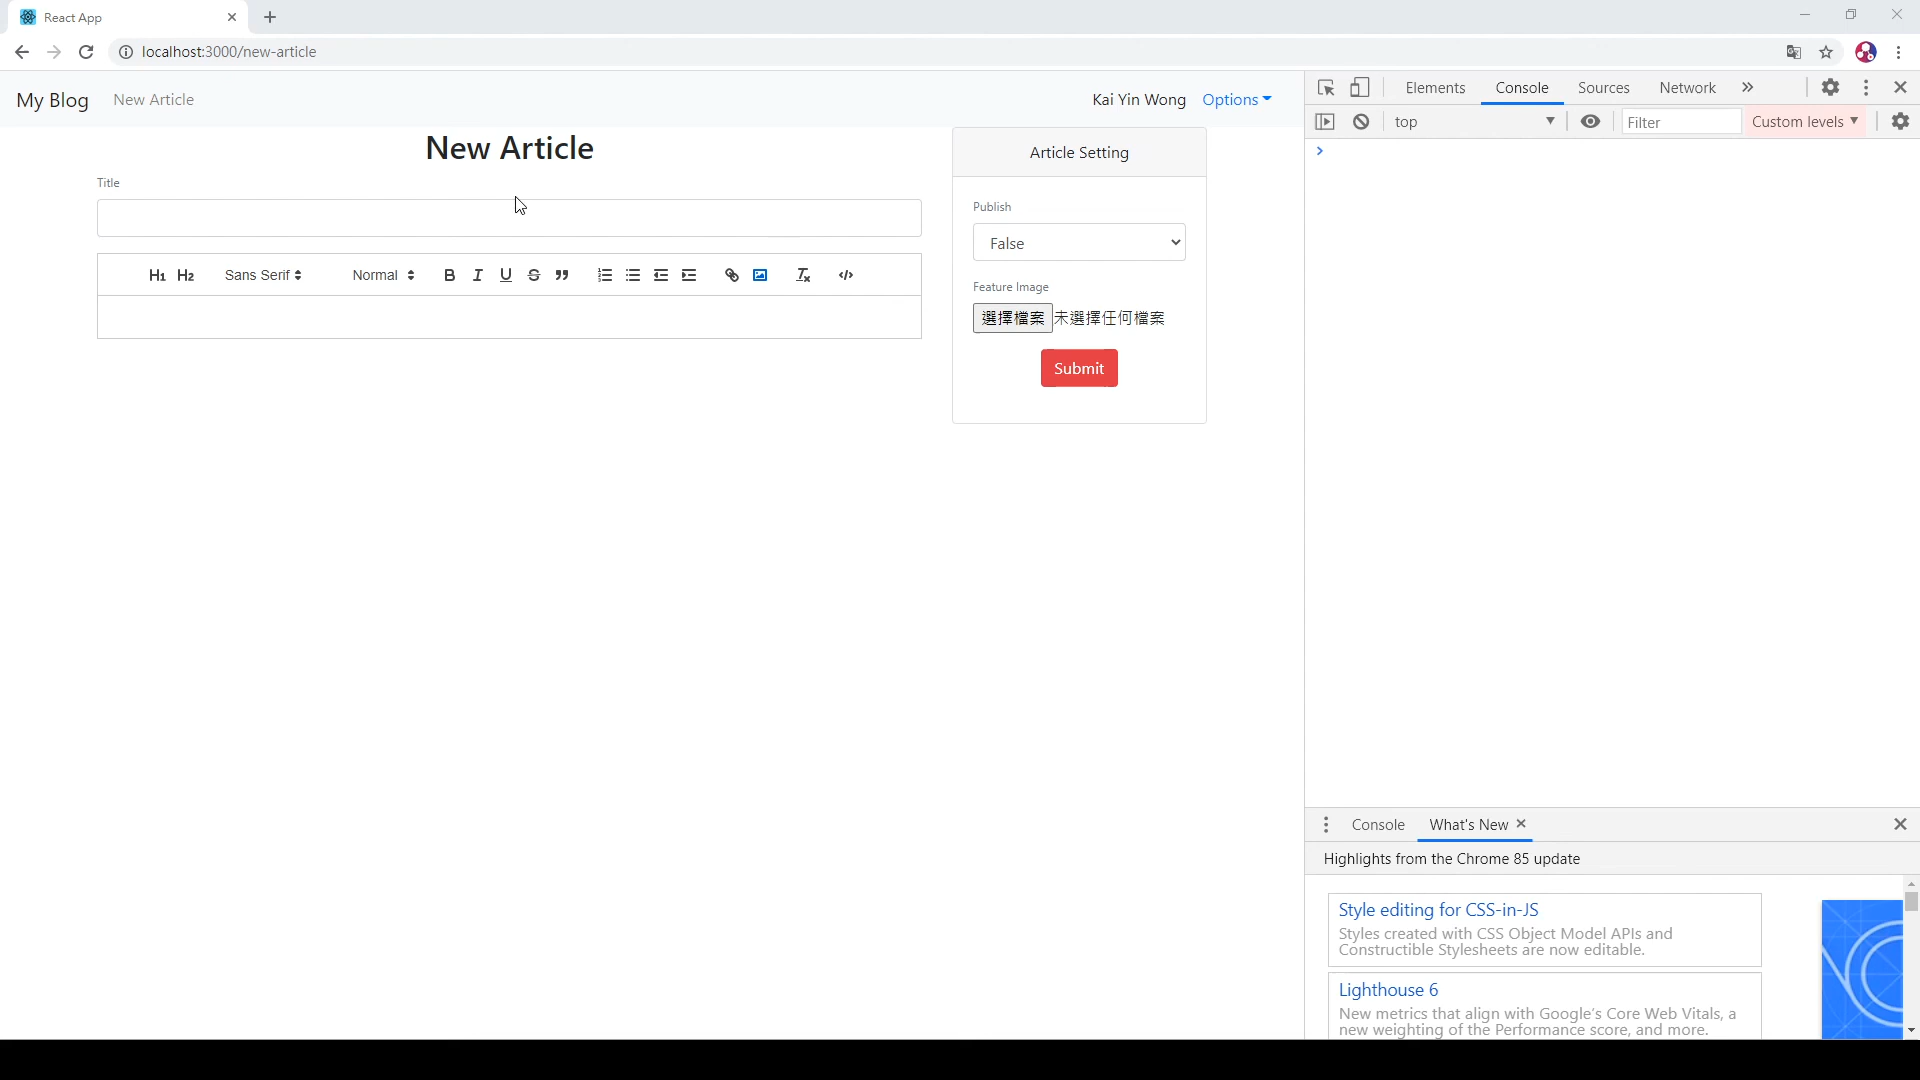 React App
localhost:3000/new-article
My Blog
New Article
Kai Yin Wong
Options
New Article
Title
H1 H2 Sans Serif Normal B I U S
Article Setting
Publish
False
Feature Image
選擇檔案 未選擇任何檔案
Submit
Elements Console Sources Network
top
Filter
Custom levels
Console What's New
Highlights from the Chrome 85 update
Style editing for CSS-in-JS
Styles created with CSS Object Model APIs and
Constructible Stylesheets are now editable.
Lighthouse 6
New metrics that align with Google's Core Web Vitals, a
new weighting of the Performance score, and more.